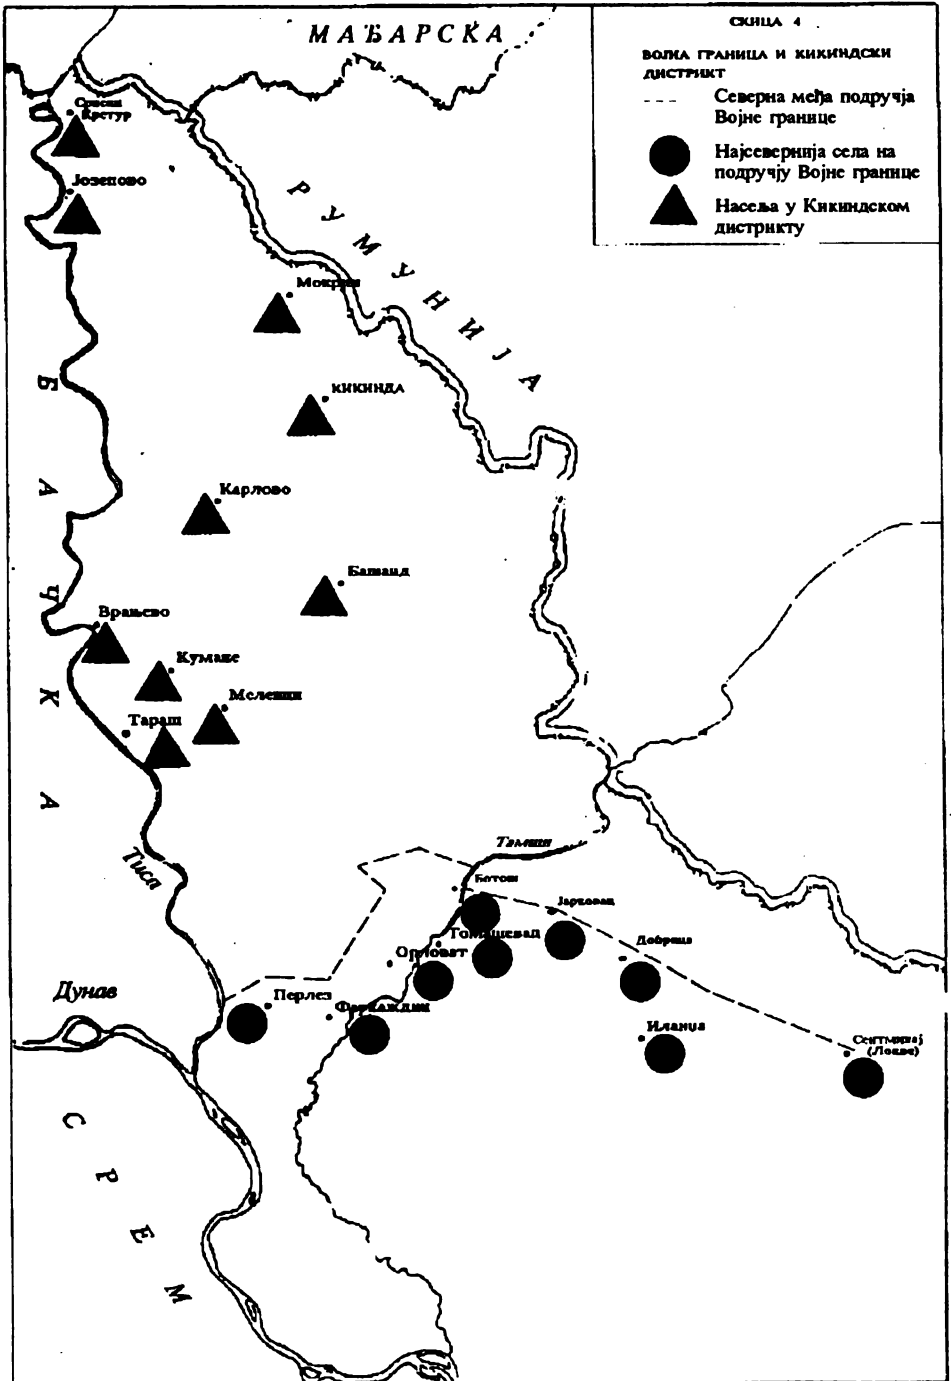 МАЂАРСКА
СКИЦА 4
ВОЈНА ГРАНИЦА И КИКИНДСКИ
ДИСТРИКТ
Северна међа подручја
Војне границе
Најсевернија села на
подручју Војне границе
Насеља у Кикиндском
дистрикту
Српски
Крстур
Јозепово
РУМУНИЈА
Мокрин
КИКИНДА
БАЧКА
Карлово
Башаид
Врањево
Кумане
Меленци
Тараш
Тиса
Тамиш
Ботош
Јарковац
Томашевац
Орловат
Добрица
Дунав
Перлез
Фаркаждин
Иланџа
Сентмихај
(Локве)
СРЕМ